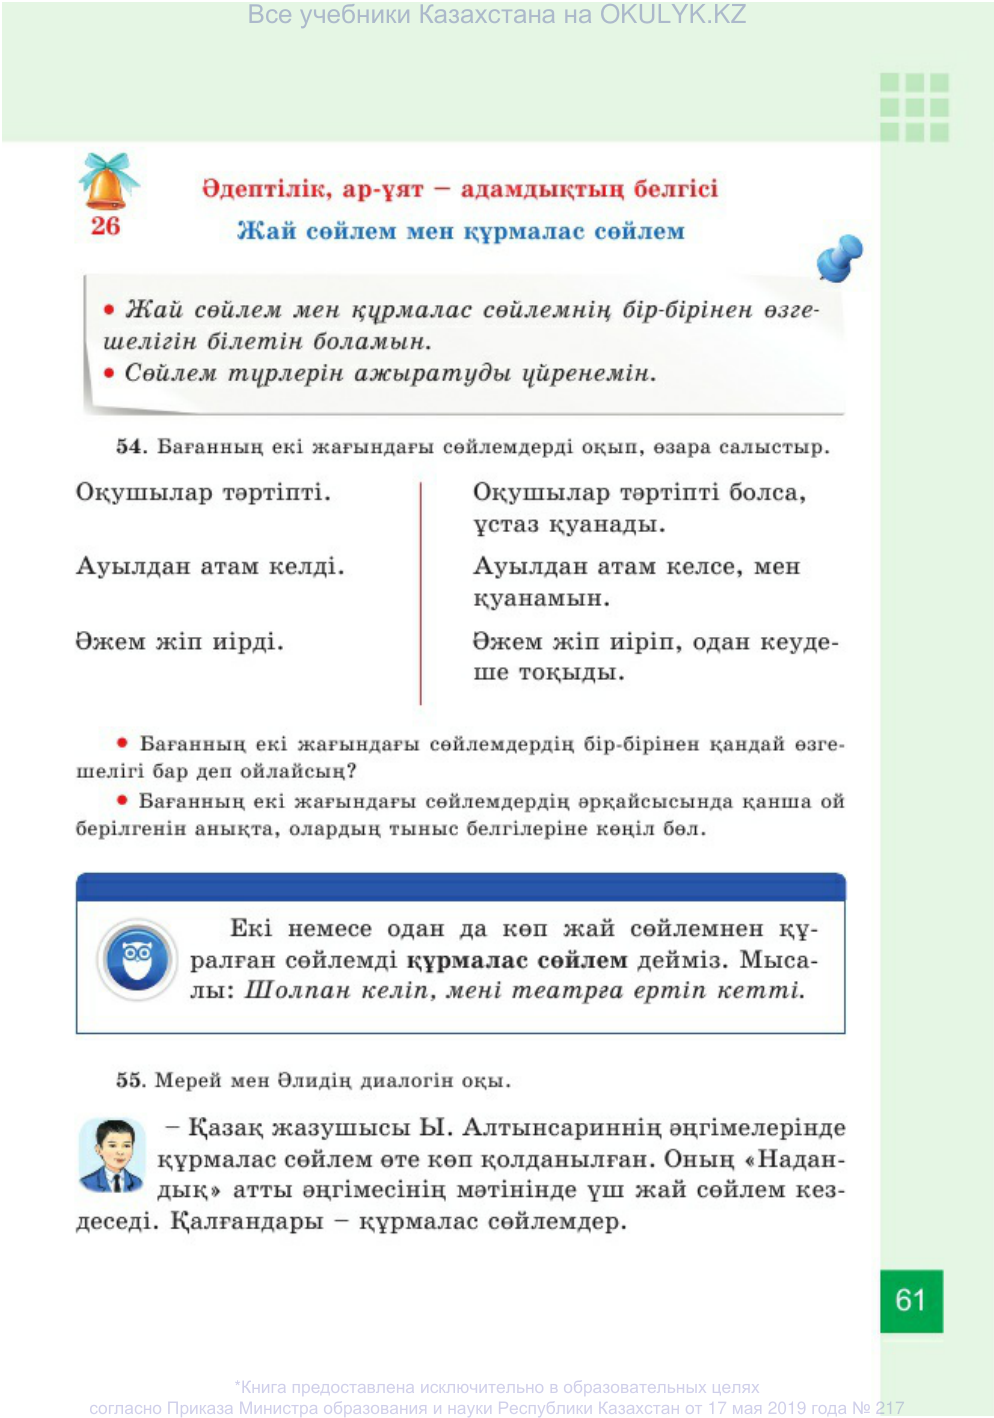 Все учебники Казахстана на OKULYK.KZ
26
Әдептілік, ар-ұят – адамдықтың белгісі
Жай сөйлем мен құрмалас сөйлем
• Жай сөйлем мен құрмалас сөйлемнің бір-бірінен өзге-
шелігін білетін боламын.
• Сөйлем түрлерін ажыратуды үйренемін.
54. Бағанның екі жағындағы сөйлемдерді оқып, өзара салыстыр.
Оқушылар тәртіпті.
Оқушылар тәртіпті болса,
ұстаз қуанады.
Ауылдан атам келді.
Ауылдан атам келсе, мен
қуанамын.
Әжем жіп иірді.
Әжем жіп иіріп, одан кеуде-
ше тоқыды.
• Бағанның екі жағындағы сөйлемдердің бір-бірінен қандай өзге-
шелігі бар деп ойлайсың?
• Бағанның екі жағындағы сөйлемдердің әрқайсысында қанша ой
берілгенін анықта, олардың тыныс белгілеріне көңіл бөл.
Екі немесе одан да көп жай сөйлемнен құ-
ралған сөйлемді құрмалас сөйлем дейміз. Мыса-
лы: Шолпан келіп, мені театрға ертіп кетті.
55. Мерей мен Әлидің диалогін оқы.
– Қазақ жазушысы Ы. Алтынсариннің әңгімелерінде
құрмалас сөйлем өте көп қолданылған. Оның «Надан-
дық» атты әңгімесінің мәтінінде үш жай сөйлем кез-
деседі. Қалғандары – құрмалас сөйлемдер.
61
*Книга предоставлена исключительно в образовательных целях
согласно Приказа Министра образования и науки Республики Казахстан от 17 мая 2019 года № 217